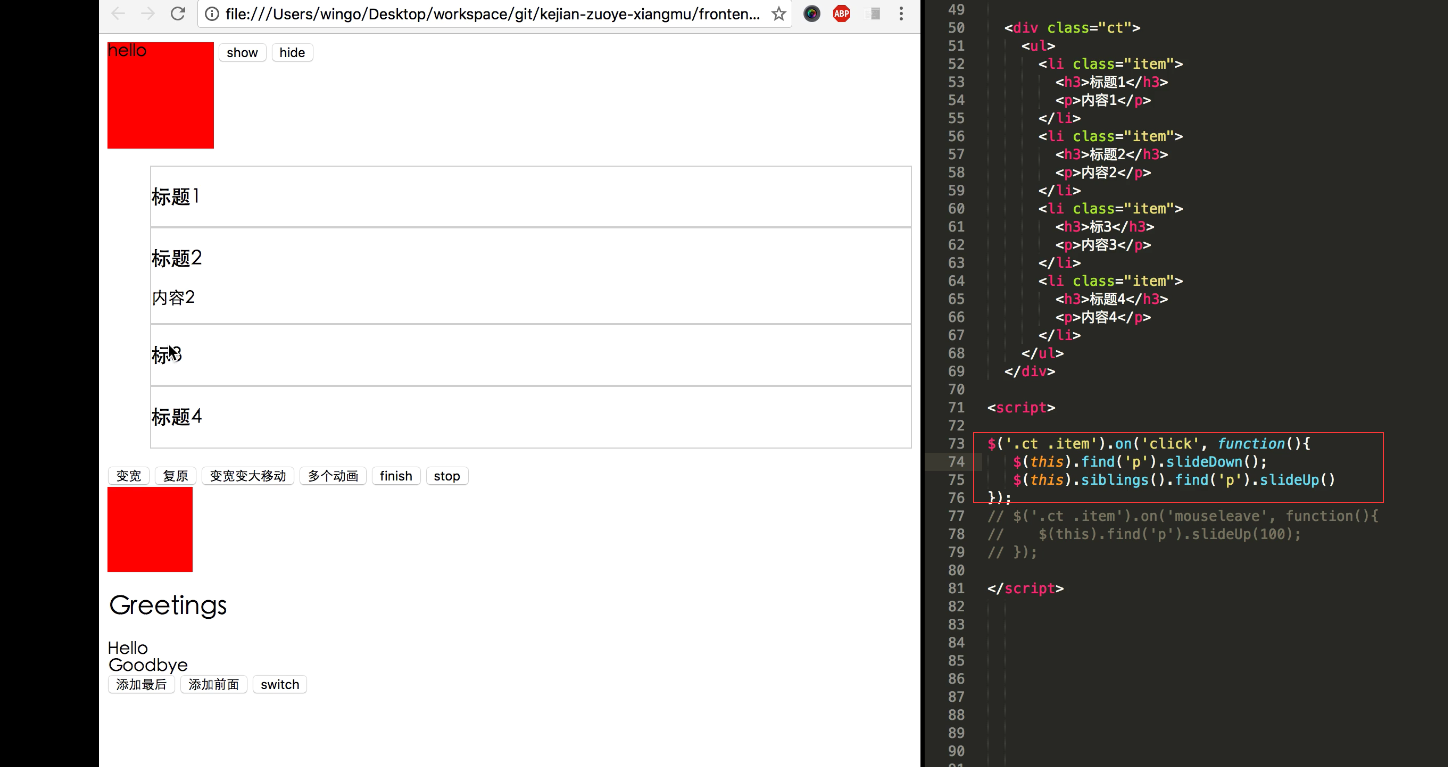 file:///Users/wingo/Desktop/workspace/git/kejian-zuoye-xiangmu/fronten...
ABP
hello
show
hide
标题1
标题2
内容2
标3
标题4
变宽
复原
变宽变大移动
多个动画
finish
stop
Greetings
Hello
Goodbye
添加最后
添加前面
switch
49
50 <div class="ct">
51 <ul>
52 <li class="item">
53 <h3>标题1</h3>
54 <p>内容1</p>
55 </li>
56 <li class="item">
57 <h3>标题2</h3>
58 <p>内容2</p>
59 </li>
60 <li class="item">
61 <h3>标3</h3>
62 <p>内容3</p>
63 </li>
64 <li class="item">
65 <h3>标题4</h3>
66 <p>内容4</p>
67 </li>
68 </ul>
69 </div>
70
71 <script>
72
73 $('.ct .item').on('click', function(){
74 $(this).find('p').slideDown();
75 $(this).siblings().find('p').slideUp()
76 });
77 // $('.ct .item').on('mouseleave', function(){
78 // $(this).find('p').slideUp(100);
79 // });
80
81 </script>
82
83
84
85
86
87
88
89
90
91